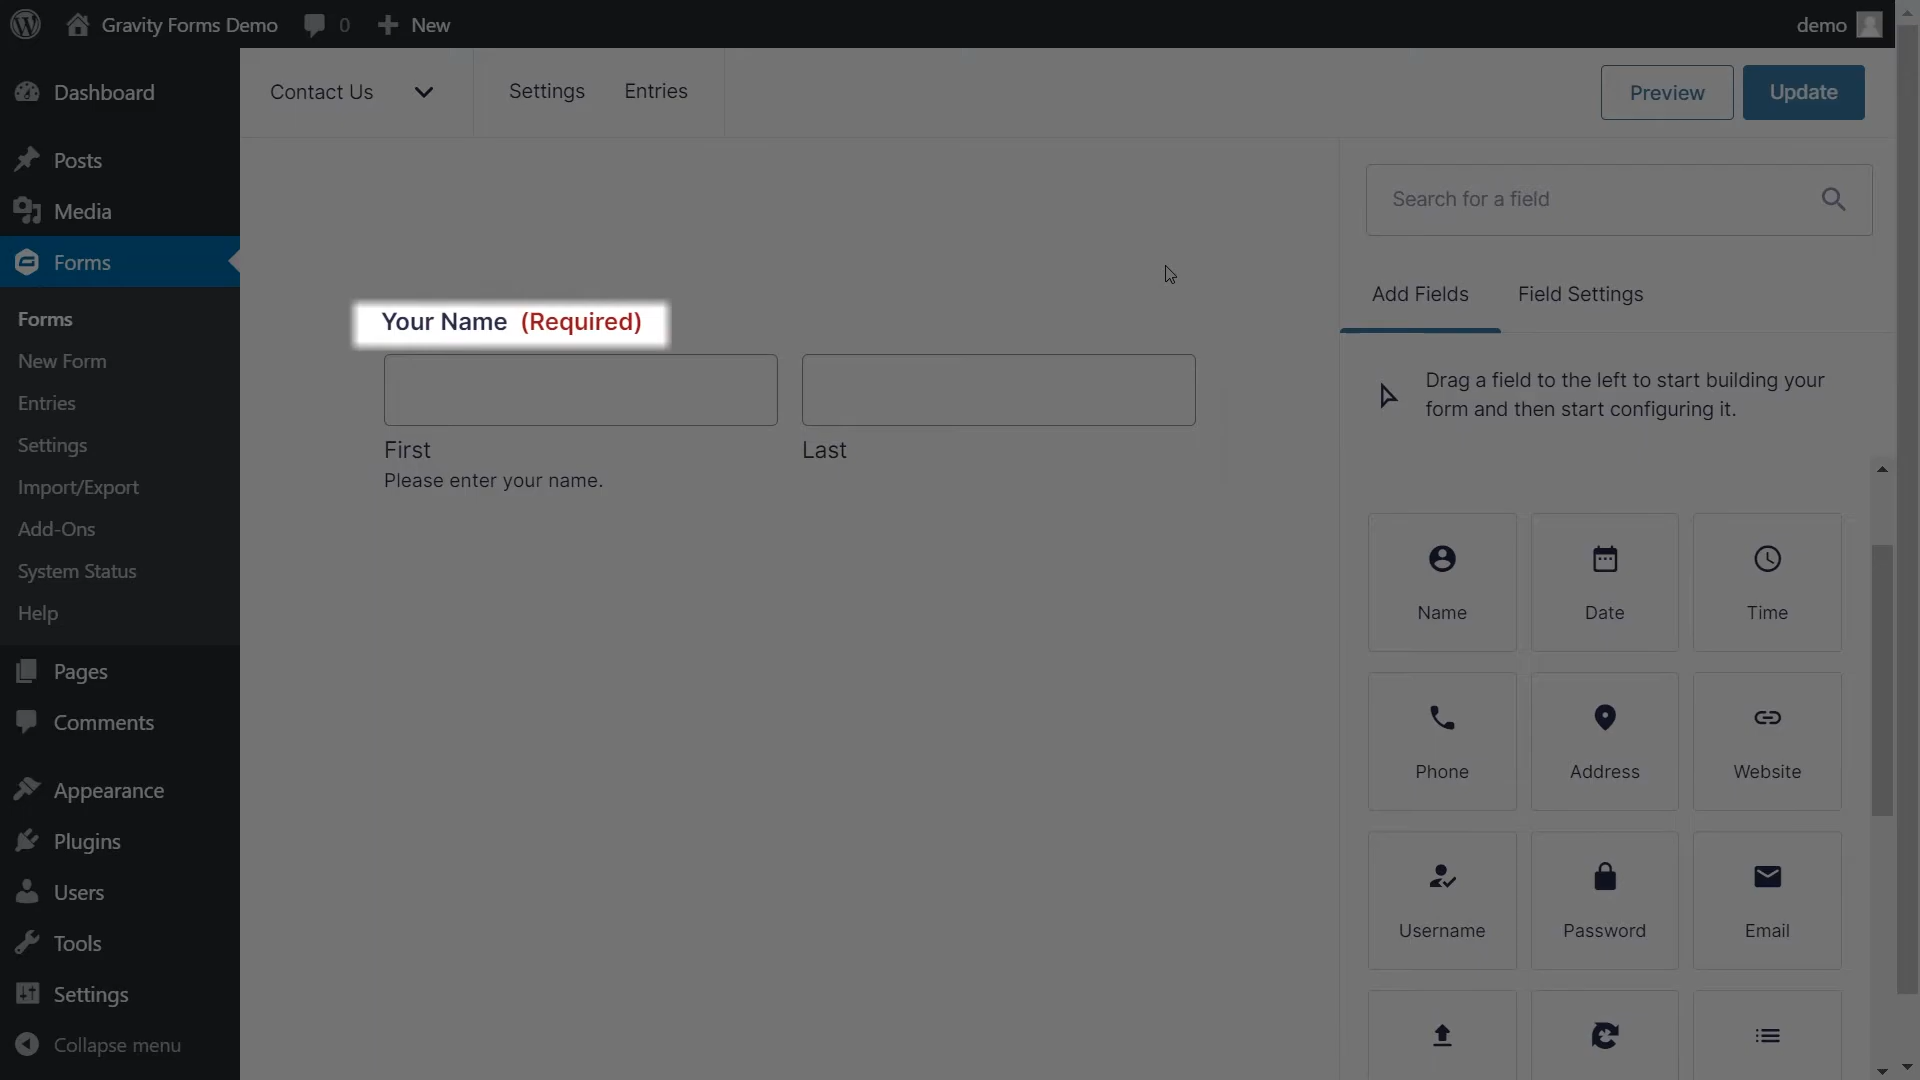 Gravity Forms Demo
0
New
demo
Dashboard
Posts
Media
Forms
Forms
New Form
Entries
Settings
Import/Export
Add-Ons
System Status
Help
Pages
Comments
Appearance
Plugins
Users
Tools
Settings
Collapse menu
Contact Us
Settings
Entries
Preview
Update
Your Name (Required)
First
Last
Please enter your name.
Search for a field
Add Fields
Field Settings
Drag a field to the left to start building your
form and then start configuring it.
Name
Date
Time
Phone
Address
Website
Username
Password
Email